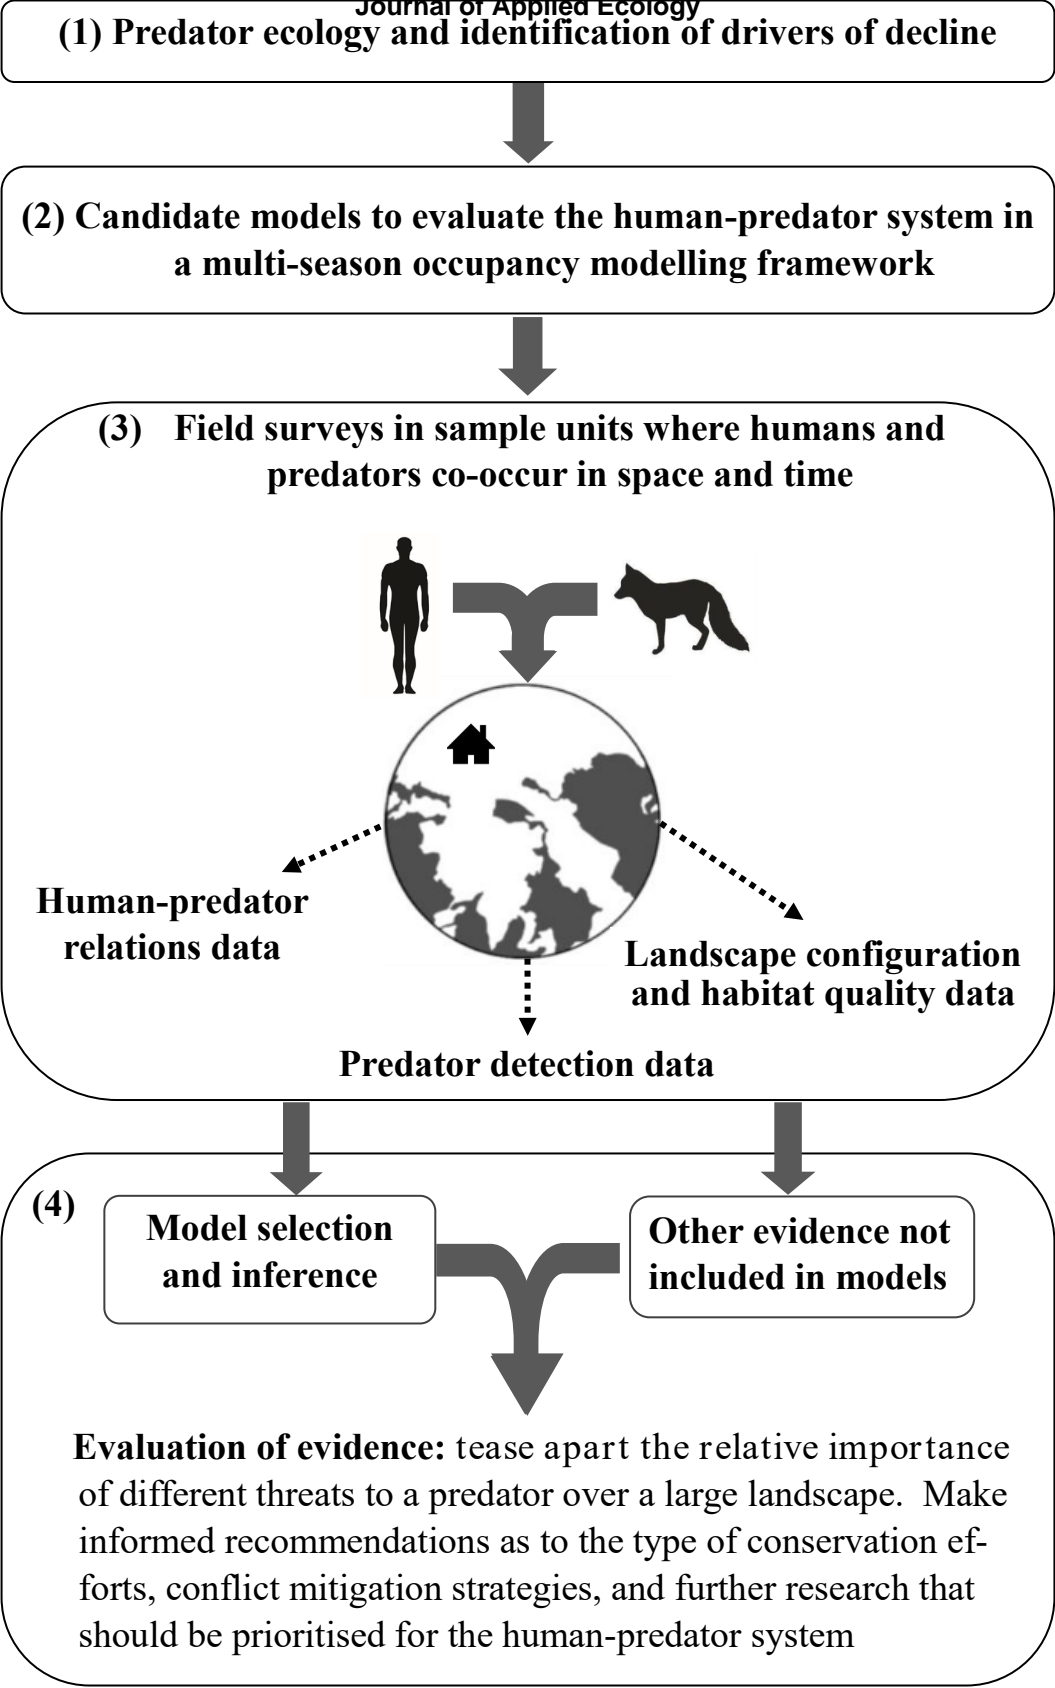 Journal of Applied Ecology
(1) Predator ecology and identification of drivers of decline
(2) Candidate models to evaluate the human-predator system in
a multi-season occupancy modelling framework
(3) Field surveys in sample units where humans and
predators co-occur in space and time
Human-predator
relations data
Landscape configuration
and habitat quality data
Predator detection data
(4)
Model selection
and inference
Other evidence not
included in models
Evaluation of evidence: tease apart the relative importance
of different threats to a predator over a large landscape. Make
informed recommendations as to the type of conservation ef-
forts, conflict mitigation strategies, and further research that
should be prioritised for the human-predator system